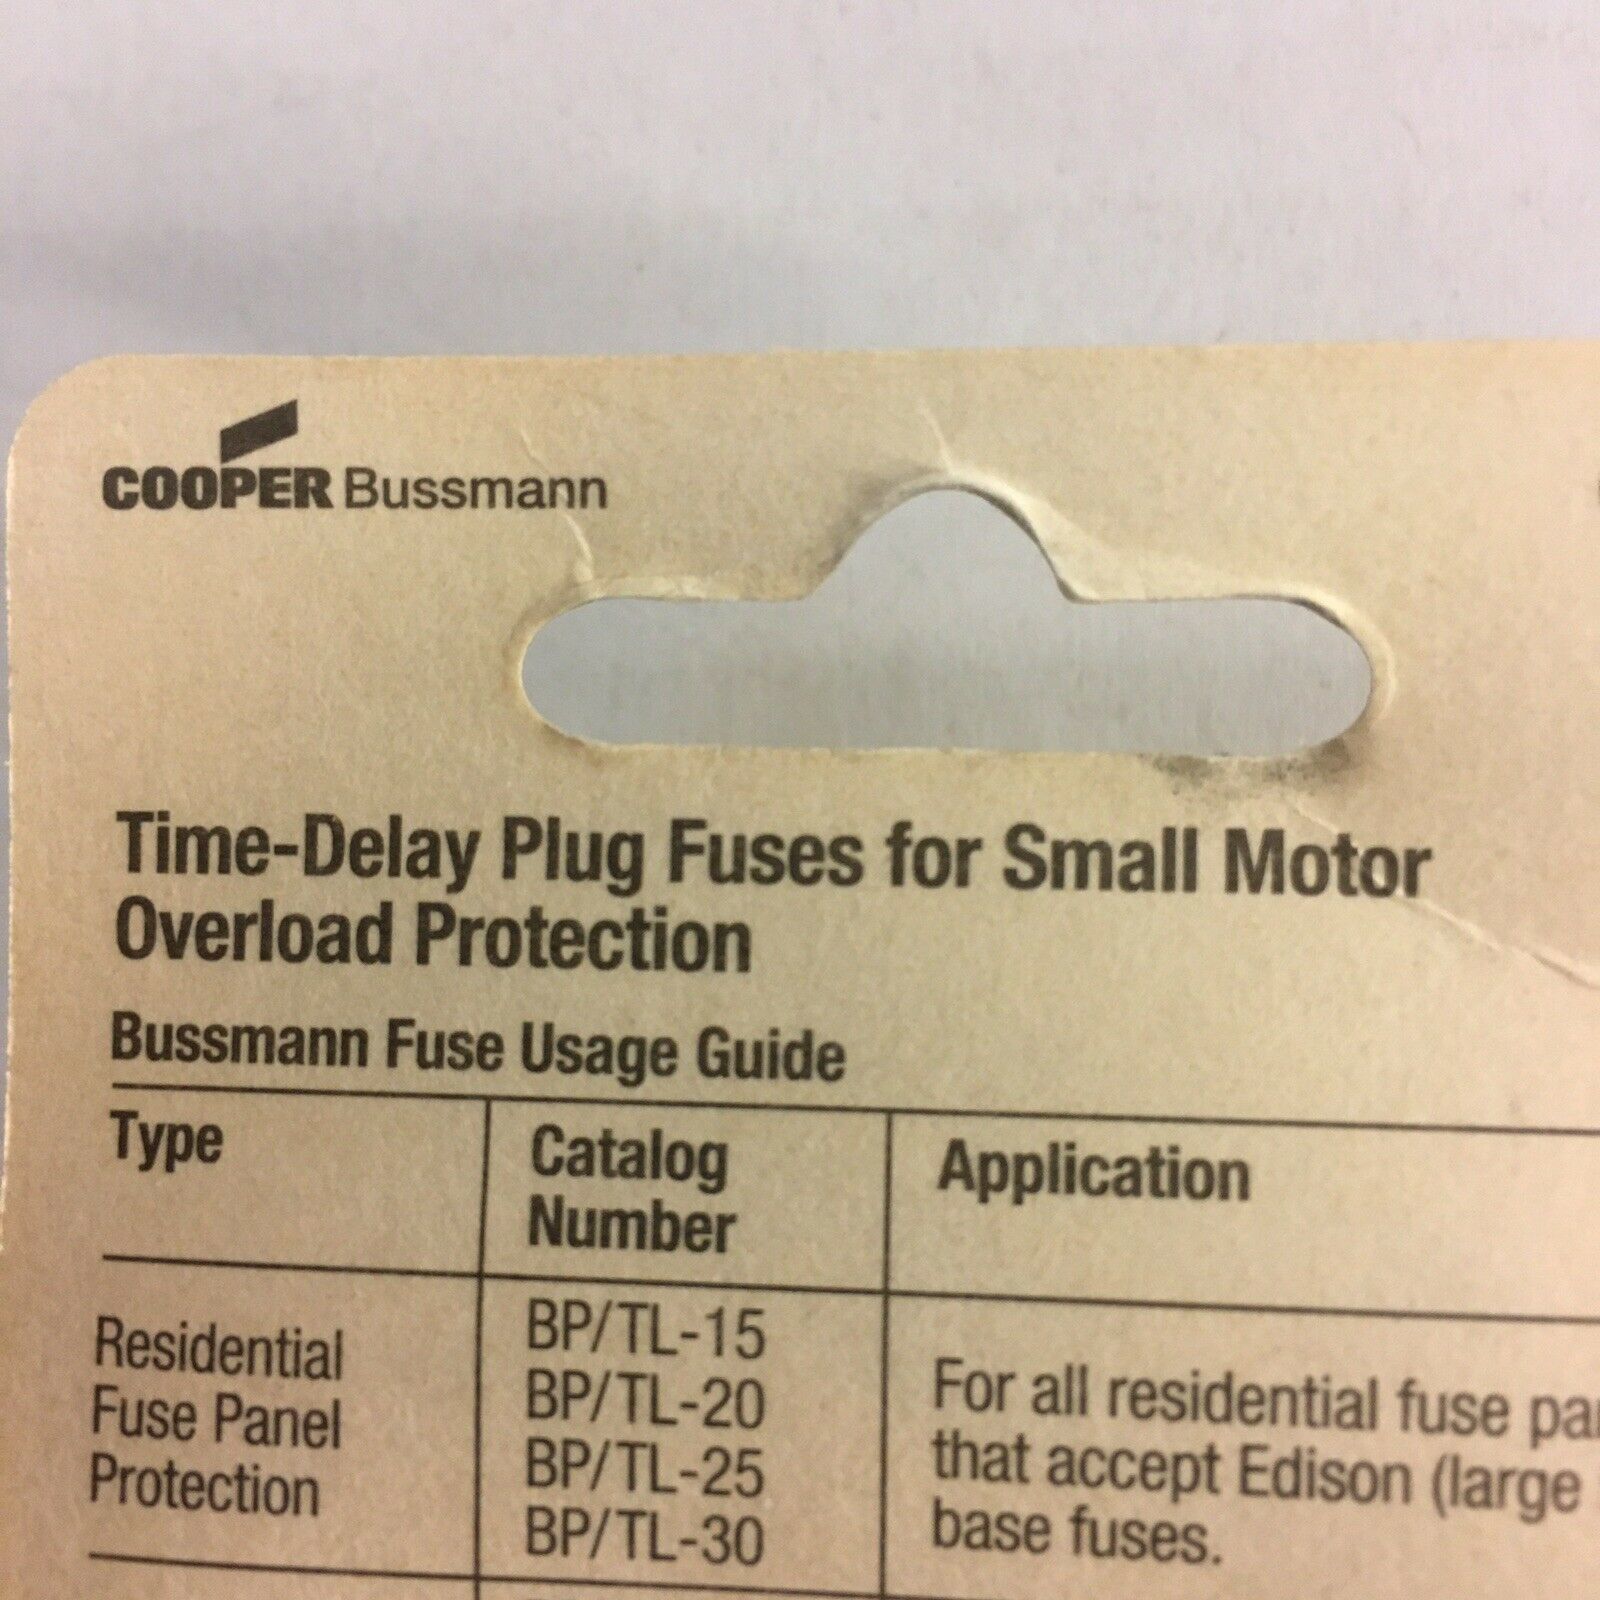 COOPER Bussmann
Time-Delay Plug Fuses for Small Motor
Overload Protection
Bussmann Fuse Usage Guide
Type
Catalog
Number
Application
Residential
Fuse Panel
Protection
BP/TL-15
BP/TL-20
BP/TL-25
BP/TL-30
For all residential fuse
that accept Edison (large
base fuses.